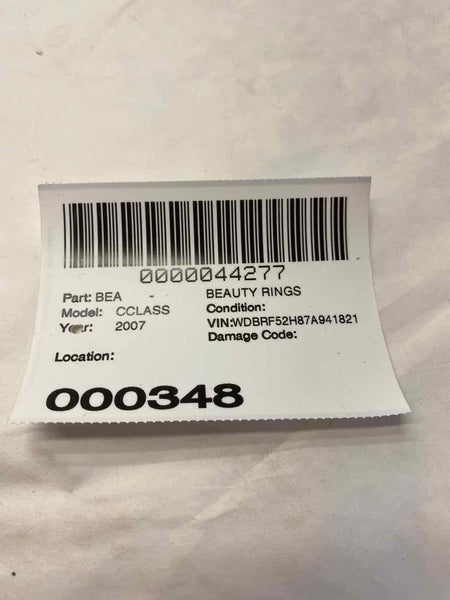 0000044277
Part: BEA - BEAUTY RINGS
Model: CCLASS Condition:
Year: 2007 VIN:WDBRF52H87A941821
Damage Code:
Location:
000348